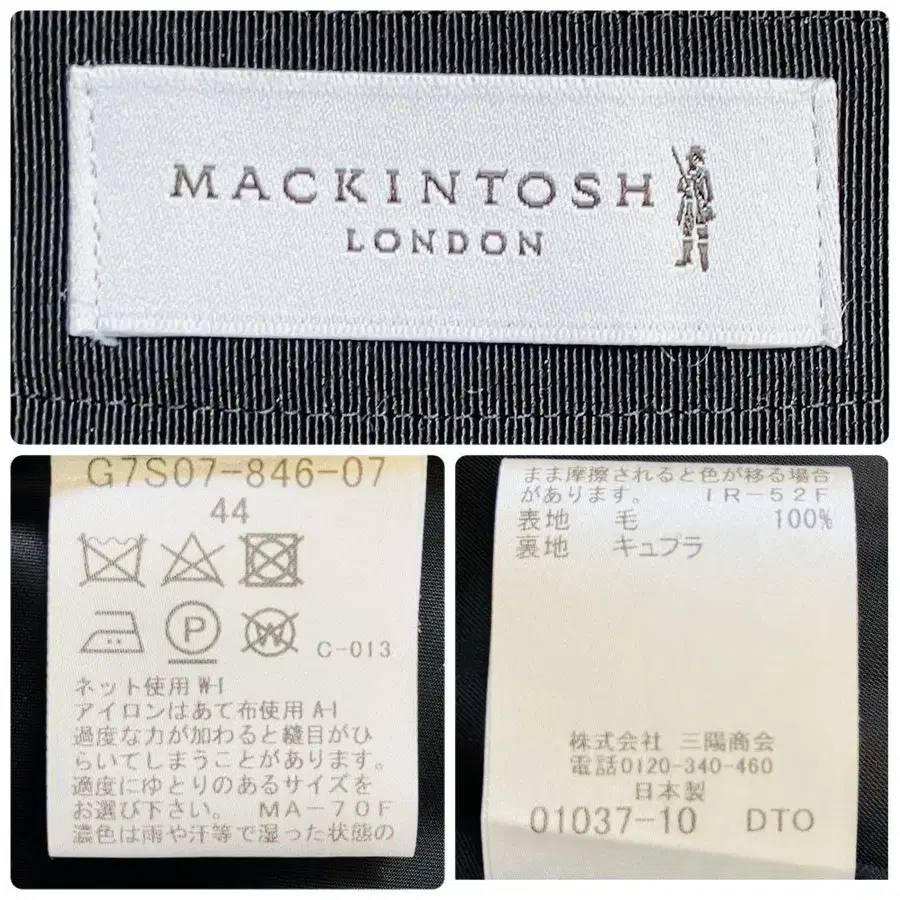 MACKINTOSH
LONDON
G7S07-846-07
44
P
W
C-013
ネット使用 W-I
アイロンはあて布使用 A-I
過度な力が加わると縫目がひ
らいてしまうことがあります。
適度にゆとりのあるサイズを
お選び下さい。 MA-70F
濃色は雨や汗等で湿った状態の
まま摩擦されると色が移る場合
があります。 IR-52F
表地 毛 100%
裏地 キュプラ
株式会社 三陽商会
電話0120-340-460
日本製
01037-10 DTO